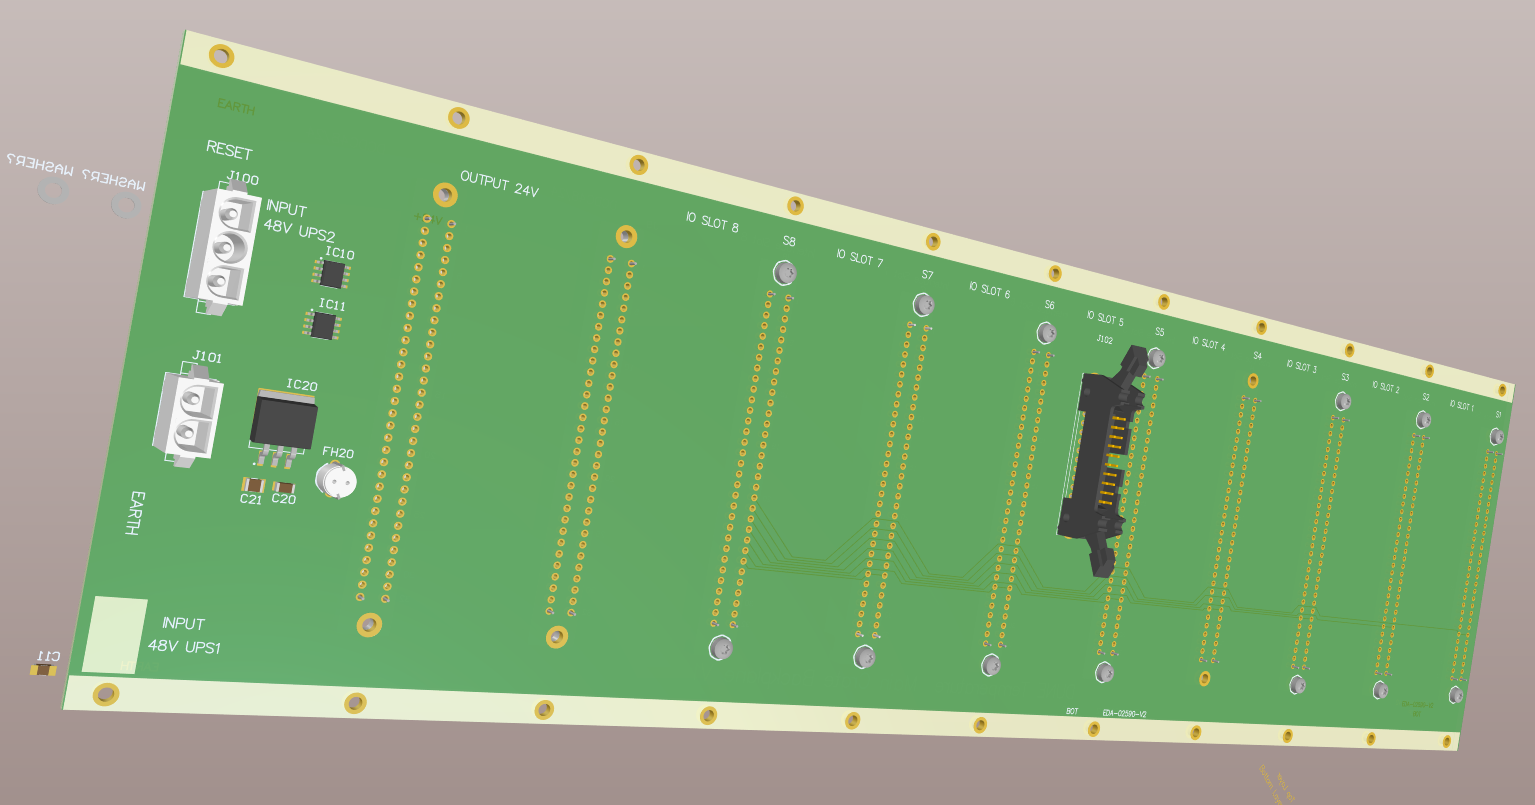 EARTH
RESET
J100
WASHER? WASHER?
INPUT
48V UPS2
OUTPUT 24V
IC10
IC11
J101
IC20
FH20
C21
C20
EARTH
INPUT
48V UPS1
C11
IO SLOT 8
S8
IO SLOT 7
S7
IO SLOT 6
S6
IO SLOT 5
S5
J102
IO SLOT 4
S4
IO SLOT 3
S3
IO SLOT 2
S2
IO SLOT 1
S1
BOT
EDA-02590-V2